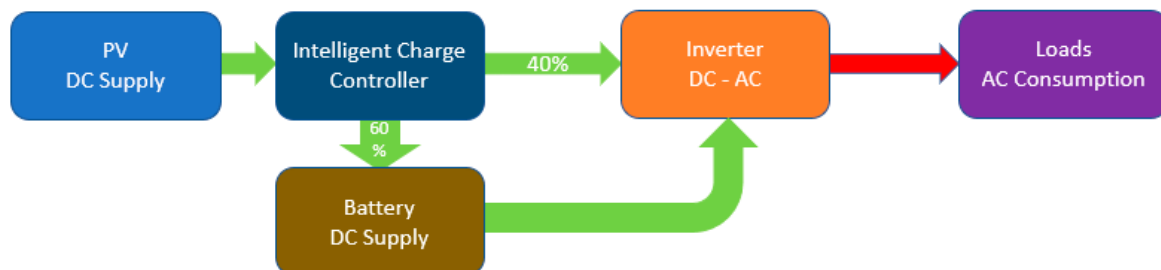 PV
DC Supply
Intelligent Charge
Controller
40%
Inverter
DC - AC
Loads
AC Consumption
60
%
Battery
DC Supply